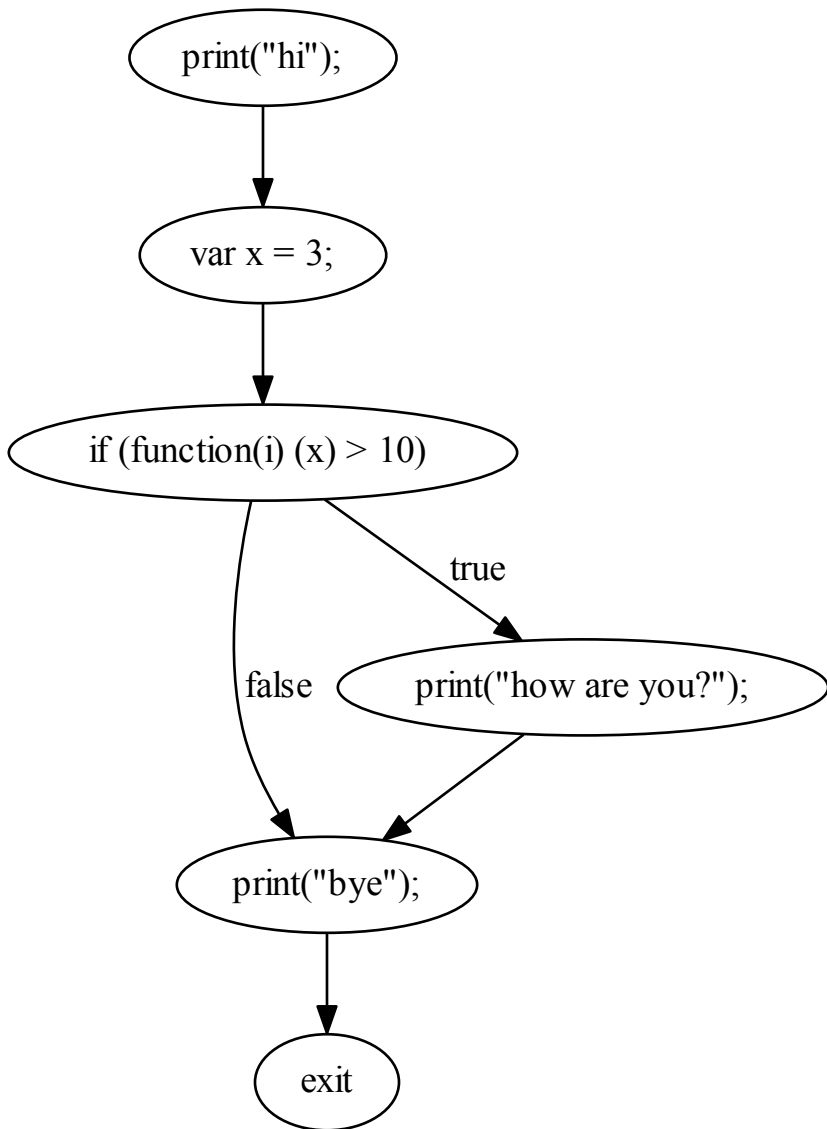 print("hi");
var x = 3;
if (function(i) (x) > 10)
true
false
print("how are you?");
print("bye");
exit